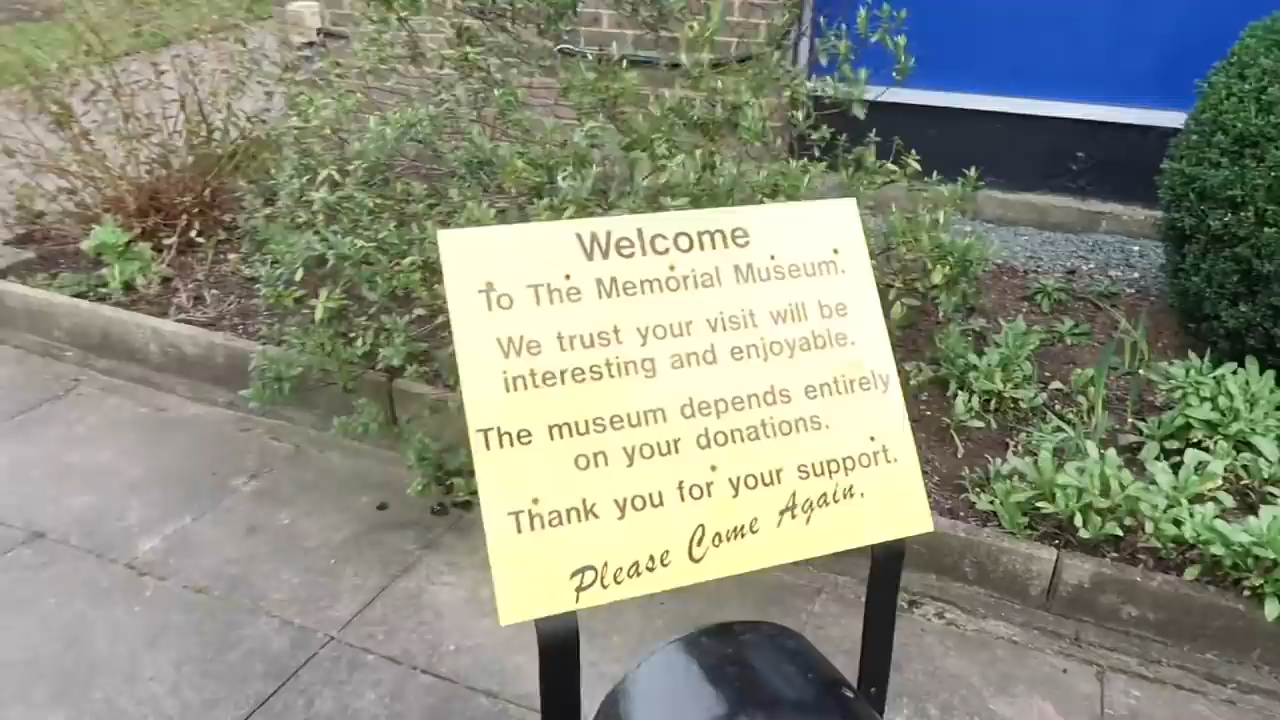 Welcome
To The Memorial Museum.
We trust your visit will be
interesting and enjoyable.
The museum depends entirely
on your donations.
Thank you for your support.
Please Come Again.